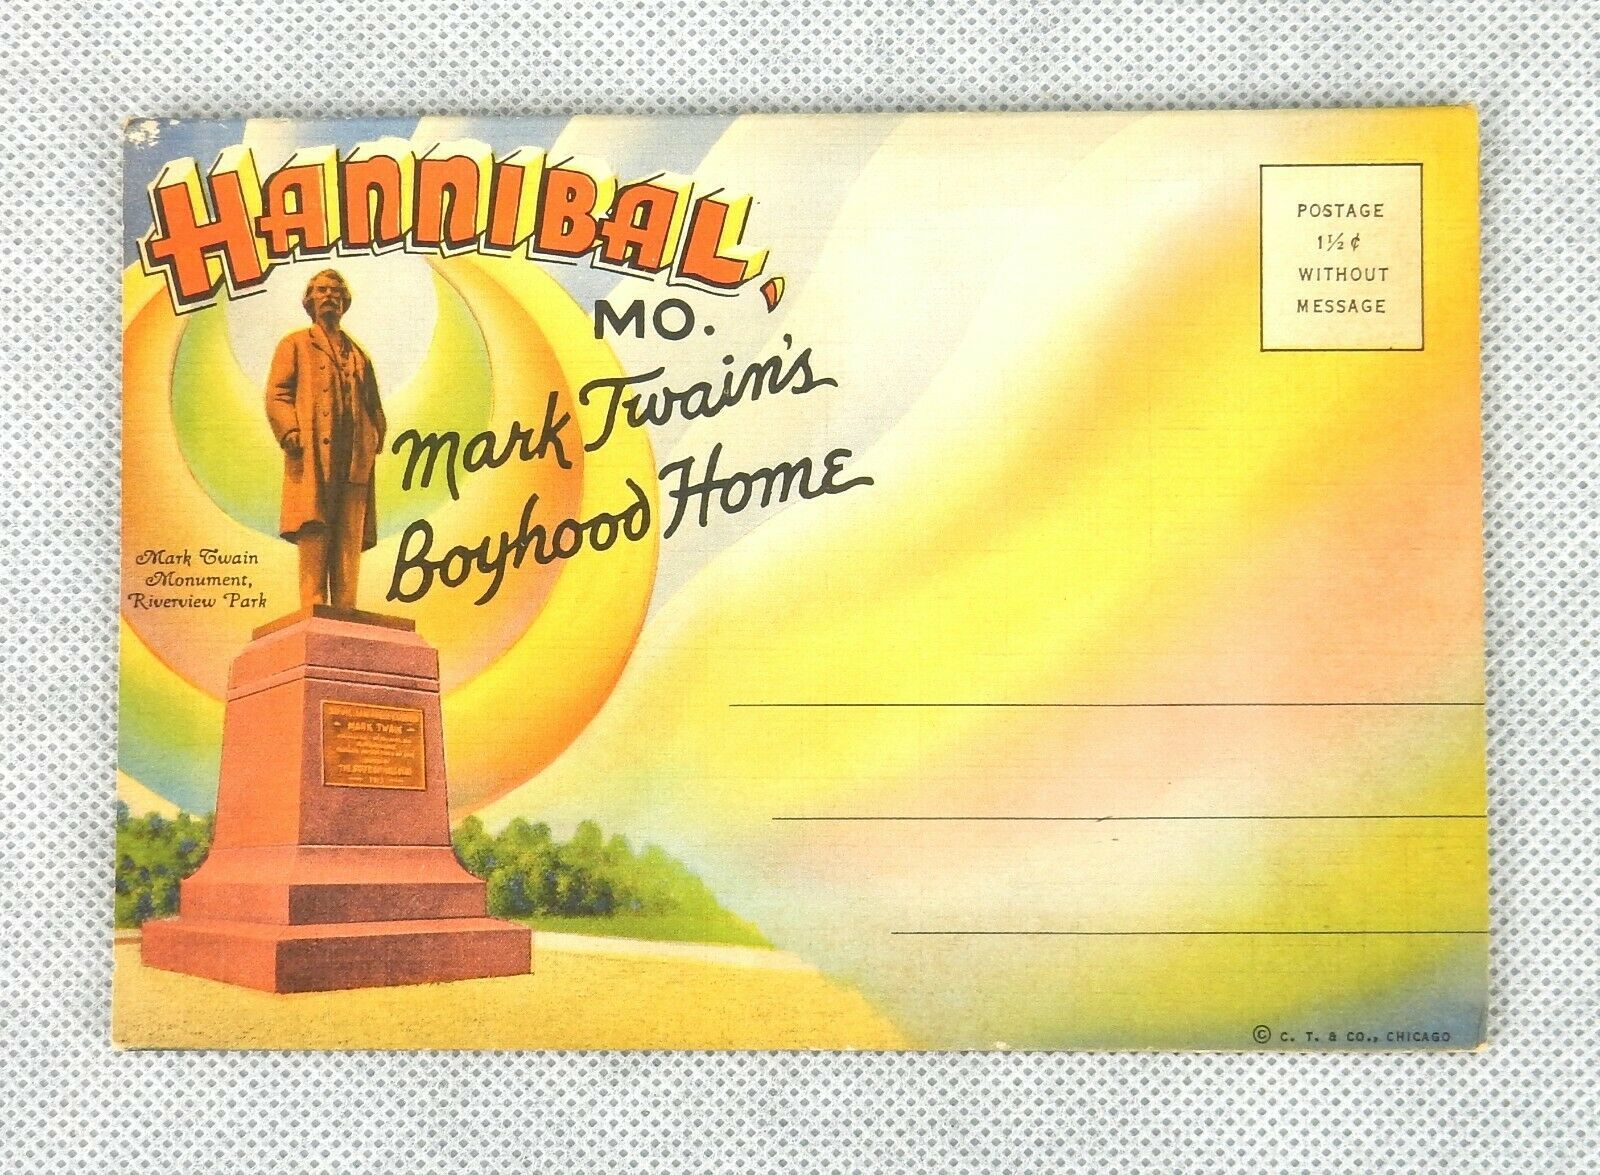 HANNIBAL,
MO.
Mark Twain's
Boyhood Home
POSTAGE
1½ ¢
WITHOUT
MESSAGE
Mark Twain
Monument,
Riverview Park
MARK TWAIN
1913
© C. T. & CO., CHICAGO